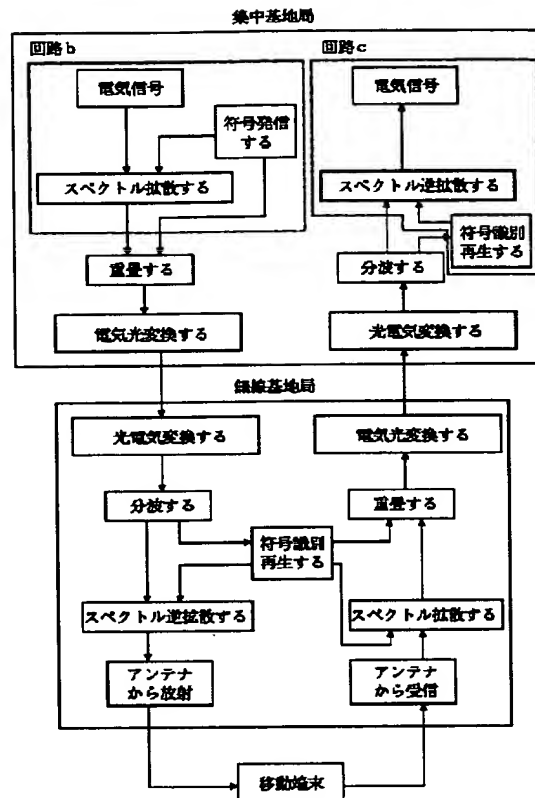 集中基地局
回路b
電気信号
符号発信
する
スペクトル拡散する
重畳する
電気光変換する
回路c
電気信号
スペクトル逆拡散する
符号識別
再生する
分波する
光電気変換する
無線基地局
光電気変換する
分波する
符号識別
再生する
スペクトル逆拡散する
アンテナ
から放射
電気光変換する
重畳する
スペクトル拡散する
アンテナ
から受信
移動端末